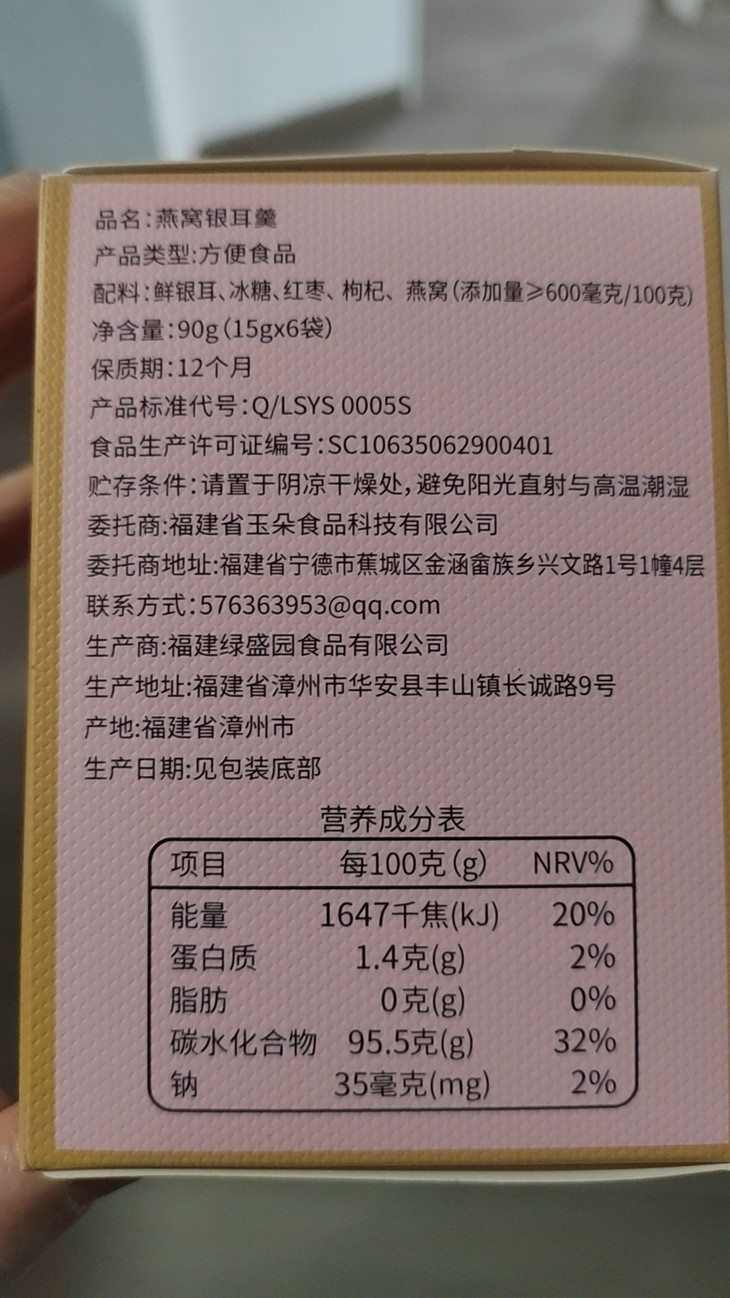 品名:燕窝银耳羹
产品类型:方便食品
配料:鲜银耳、冰糖、红枣、枸杞、燕窝(添加量≥600毫克/100克)
净含量:90g(15gx6袋)
保质期:12个月
产品标准代号:Q/LSYS 0005S
食品生产许可证编号:SC10635062900401
贮存条件:请置于阴凉干燥处,避免阳光直射与高温潮湿
委托商:福建省玉朵食品科技有限公司
委托商地址:福建省宁德市蕉城区金涵畲族乡兴文路1号1幢4层
联系方式:576363953@qq.com
生产商:福建绿盛园食品有限公司
生产地址:福建省漳州市华安县丰山镇长诚路9号
产地:福建省漳州市
生产日期:见包装底部
营养成分表
项目 每100克(g) NRV%
能量 1647千焦(kJ) 20%
蛋白质 1.4克(g) 2%
脂肪 0克(g) 0%
碳水化合物 95.5克(g) 32%
钠 35毫克(mg) 2%